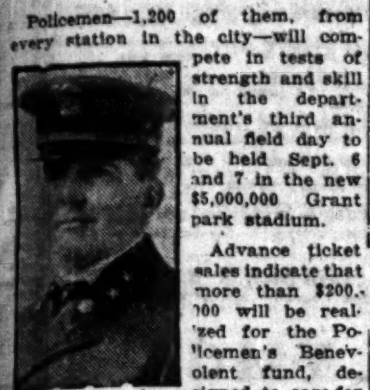 Policemen—1,200 of them, from
every station in the city—will com-
pete in tests of
strength and skill
in the depart-
ment's third an-
nual field day to
be held Sept. 6
and 7 in the new
$5,000,000 Grant
park stadium.
Advance ticket
sales indicate that
more than $200,-
000 will be real-
ized for the Po-
licemen's Benev-
olent fund, de-